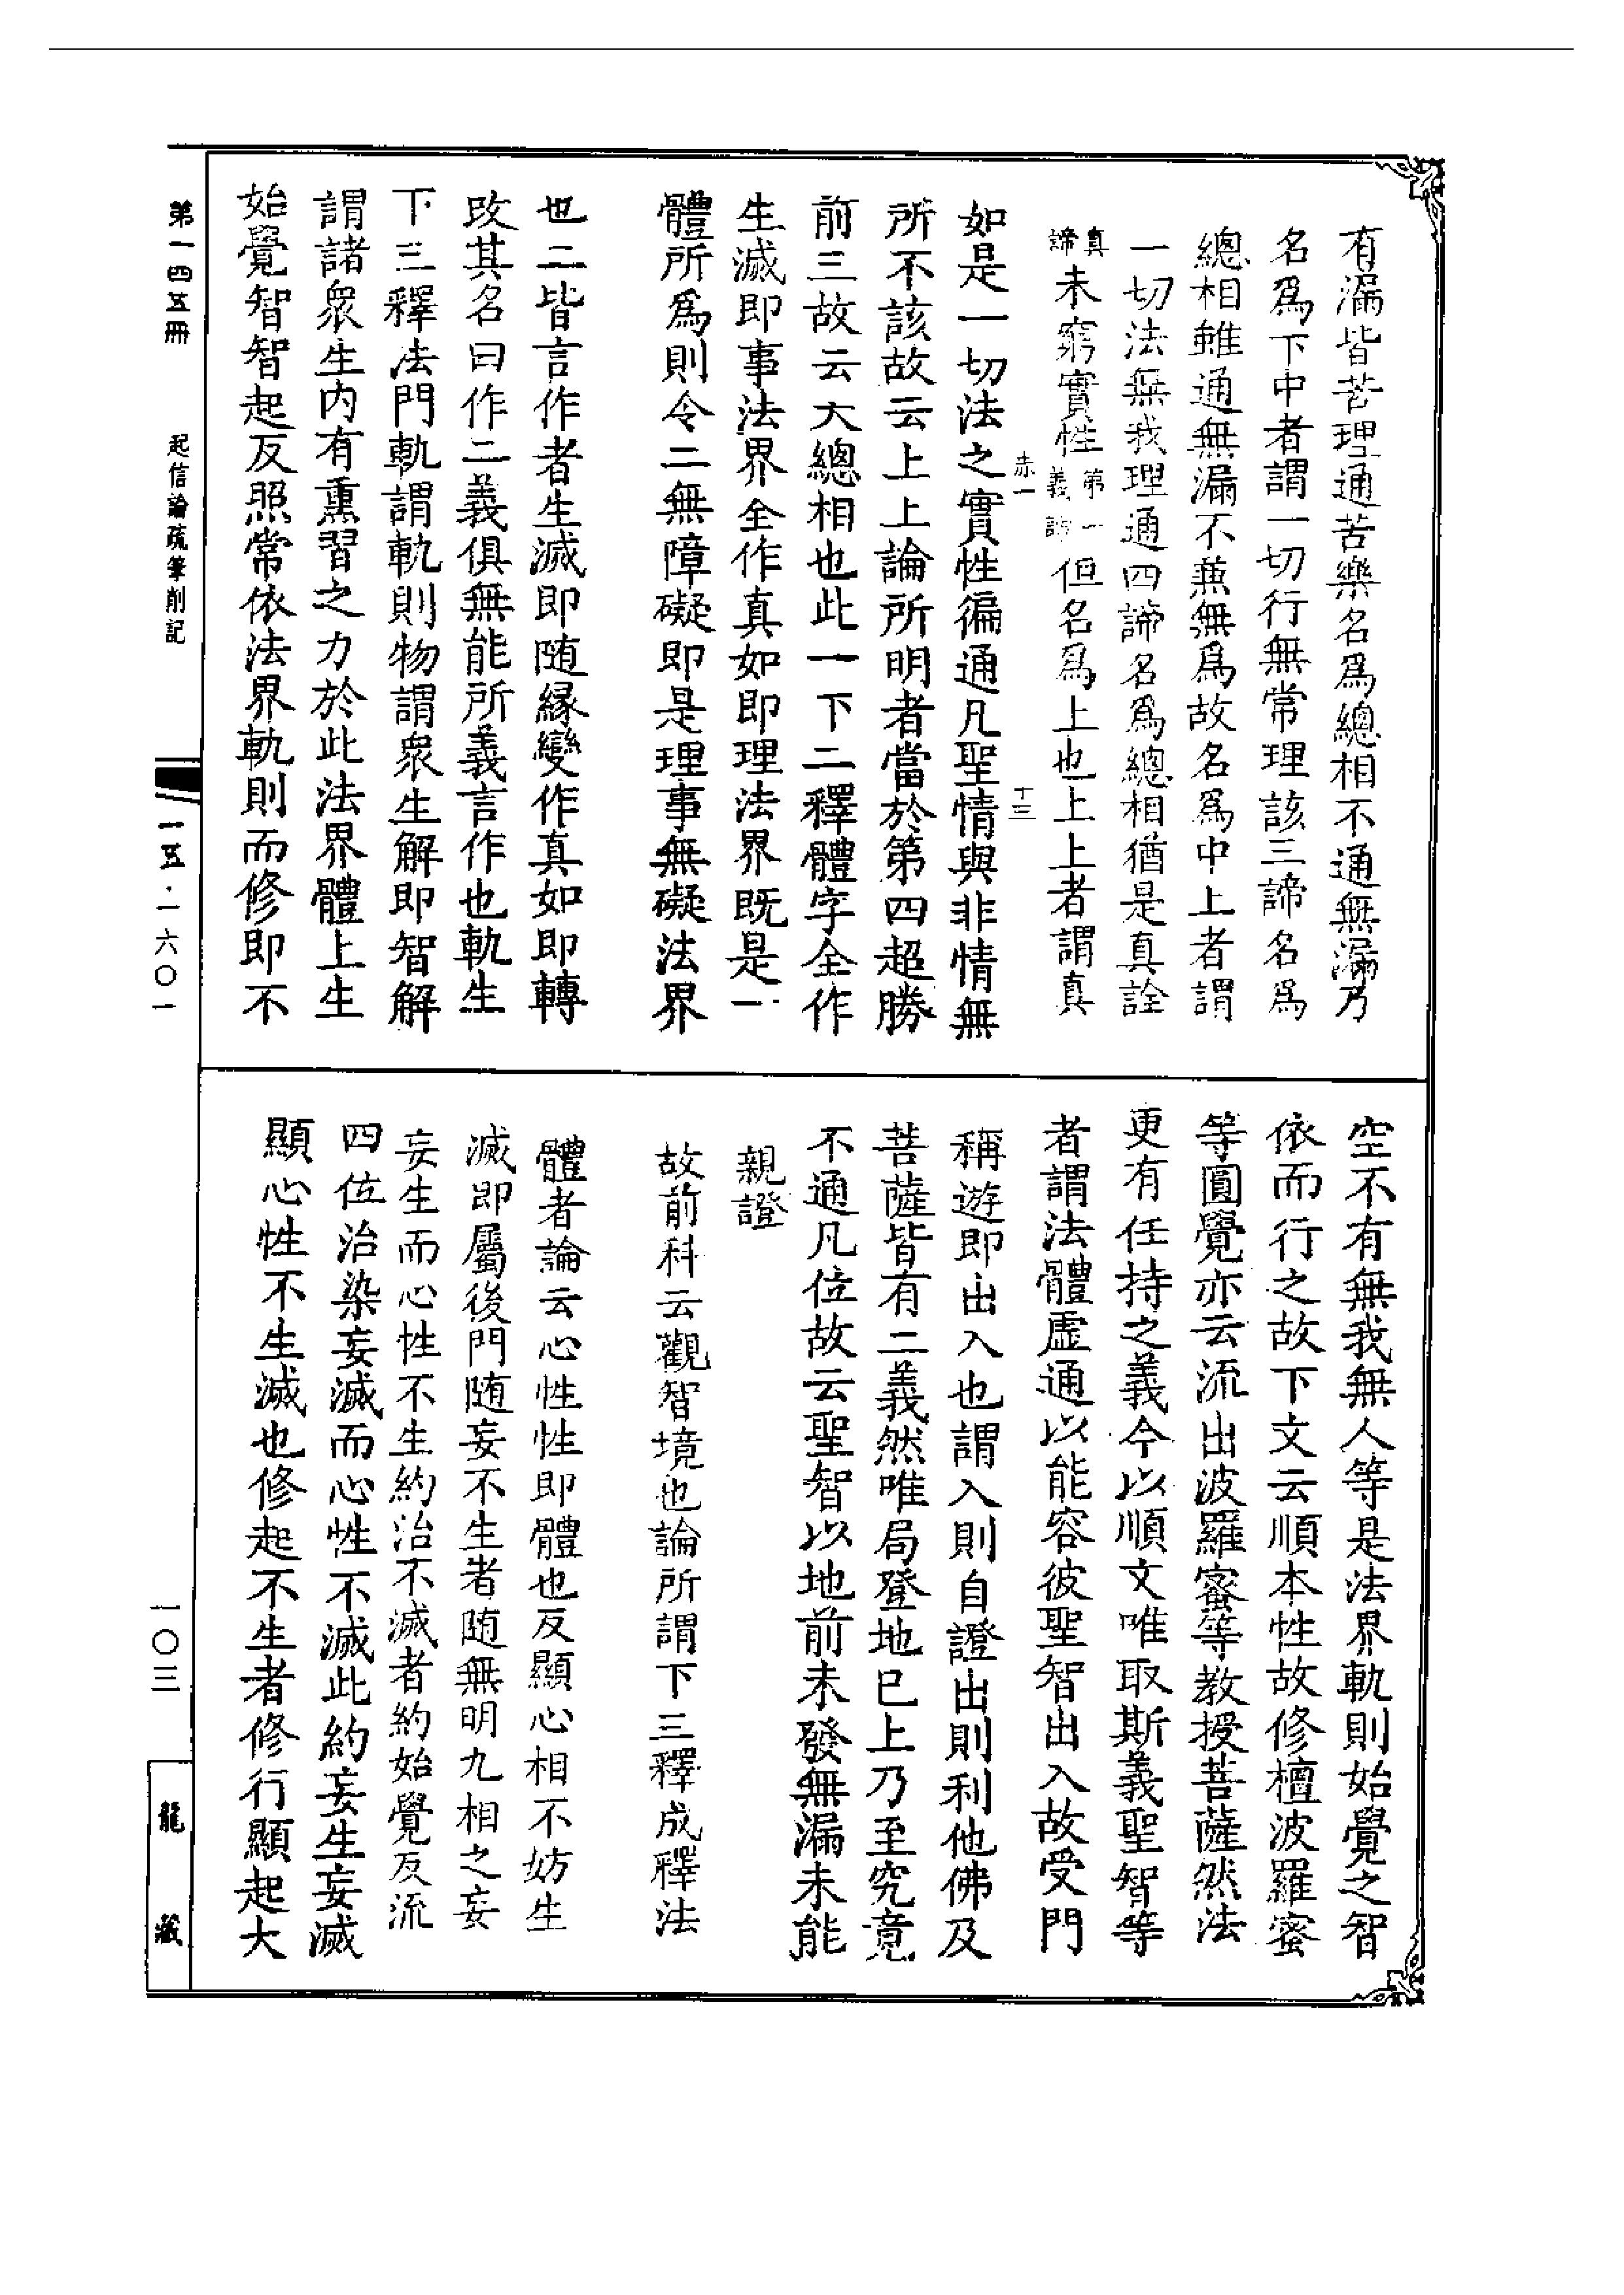 有漏皆苦理通苦樂名爲總相不通無漏乃
名爲下中者謂一切行無常理該三諦名爲
總相雖通無漏不兼無爲故名爲中上者謂
一切法無我理通四諦名爲總相猶是真詮
真諦未窮實性第一義諦但名爲上也上上者謂真
赤一 十三
如是一切法之實性徧通凡聖情與非情無
所不該故云上上論所明者當於第四超勝
前三故云大總相也此一下二釋體字全作
生滅即事法界全作真如即理法界既是一
體所爲則令二無障礙即是理事無礙法界
也二皆言作者生滅即随緣變作真如即轉
改其名曰作二義俱無能所義言作也軌生
下三釋法門軌謂軌則物謂衆生解即智解
謂諸衆生内有熏習之力於此法界體上生
始覺智智起反照常依法界軌則而修即不
空不有無我無人等是法界軌則始覺之智
依而行之故下文云順本性故修檀波羅蜜
等圓覺亦云流出波羅蜜等教授菩薩然法
更有任持之義今以順文唯取斯義聖智等
者謂法體虛通以能容彼聖智出入故受門
稱遊即出入也謂入則自證出則利他佛及
菩薩皆有二義然唯局登地已上乃至究竟
不通凡位故云聖智以地前未發無漏未能
親證
故前科云觀智境也論所謂下三釋成釋法
體者論云心性性即體也反顯心相不妨生
滅即屬後門随妄不生者随無明九相之妄
妄生而心性不生約治不滅者約始覺反流
四位治染妄滅而心性不滅此約妄生妄滅
顯心性不生滅也修起不生者修行顯起大
第一四五冊
起信論疏筆削記
一五·一六〇一
一〇三
龍藏